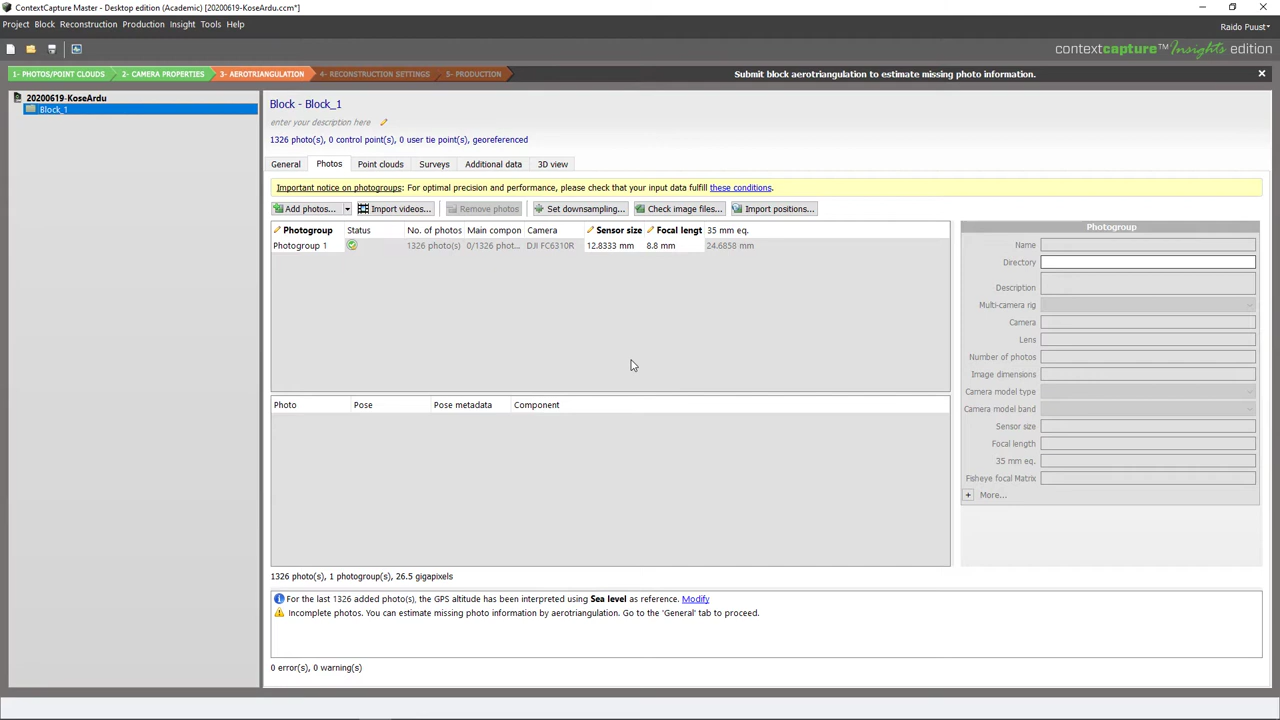 ContextCapture Master - Desktop edition (Academic) [20200619-KoseArdu.ccm*]
Project Block Reconstruction Production Insight Tools Help
Raido Puust
contextcapture™ Insights edition
1- PHOTOS/POINT CLOUDS 2- CAMERA PROPERTIES 3- AEROTRIANGULATION 4- RECONSTRUCTION SETTINGS 5- PRODUCTION Submit block aerotriangulation to estimate missing photo information.
20200619-KoseArdu
Block_1
Block - Block_1
enter your description here
1326 photo(s), 0 control point(s), 0 user tie point(s), georeferenced
General Photos Point clouds Surveys Additional data 3D view
Important notice on photogroups: For optimal precision and performance, please check that your input data fulfill these conditions.
Add photos... Import videos... Remove photos Set downsampling... Check image files... Import positions...
Photogroup Status No. of photos Main compon Camera Sensor size Focal lengt 35 mm eq.
Photogroup 1 1326 photo(s) 0/1326 phot... DJI FC6310R 12.8333 mm 8.8 mm 24.6858 mm
Photo Pose Pose metadata Component
1326 photo(s), 1 photogroup(s), 26.5 gigapixels
Photogroup
Name
Directory
Description
Multi-camera rig
Camera
Lens
Number of photos
Image dimensions
Camera model type
Camera model band
Sensor size
Focal length
35 mm eq.
Fisheye focal Matrix
+ More...
For the last 1326 added photo(s), the GPS altitude has been interpreted using Sea level as reference. Modify
Incomplete photos. You can estimate missing photo information by aerotriangulation. Go to the 'General' tab to proceed.
0 error(s), 0 warning(s)